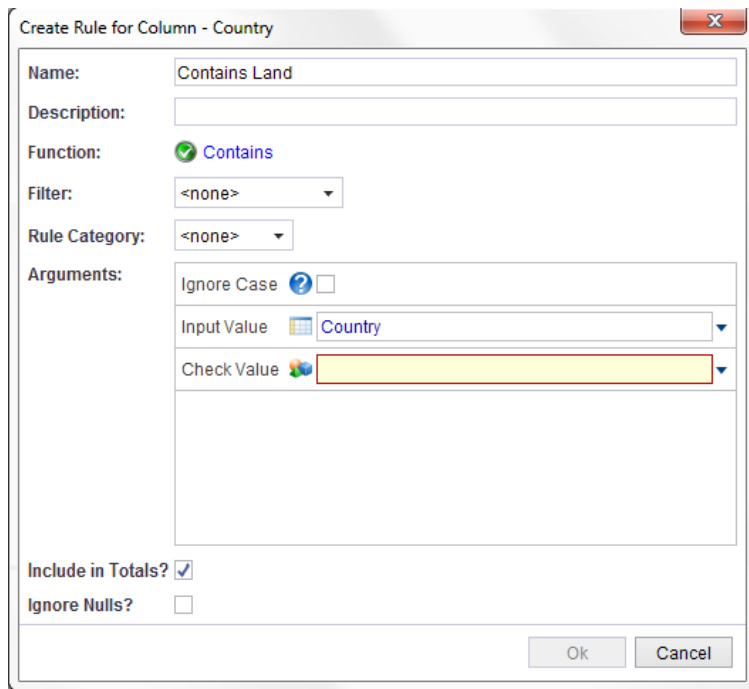 Create Rule for Column - Country
Name: Contains Land
Description:
Function: Contains
Filter: <none>
Rule Category: <none>
Arguments:
Ignore Case
Input Value Country
Check Value
Include in Totals?
Ignore Nulls?
Ok Cancel